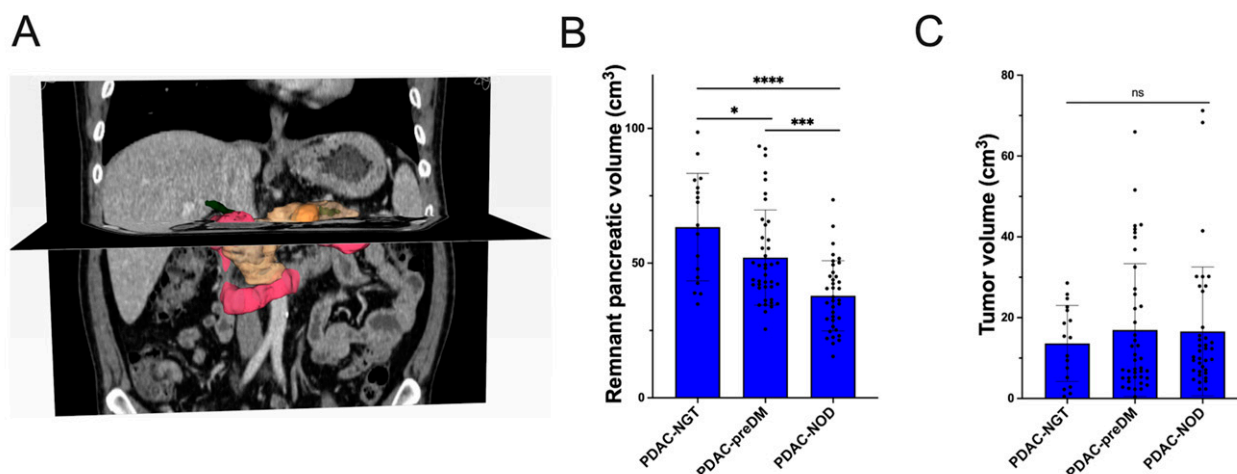 A
B
C
Remnant pancreatic volume (cm³)
100
50
0
****
*
***
PDAC-NGT
PDAC-preDM
PDAC-NOD
Tumor volume (cm³)
80
60
40
20
0
ns
PDAC-NGT
PDAC-preDM
PDAC-NOD